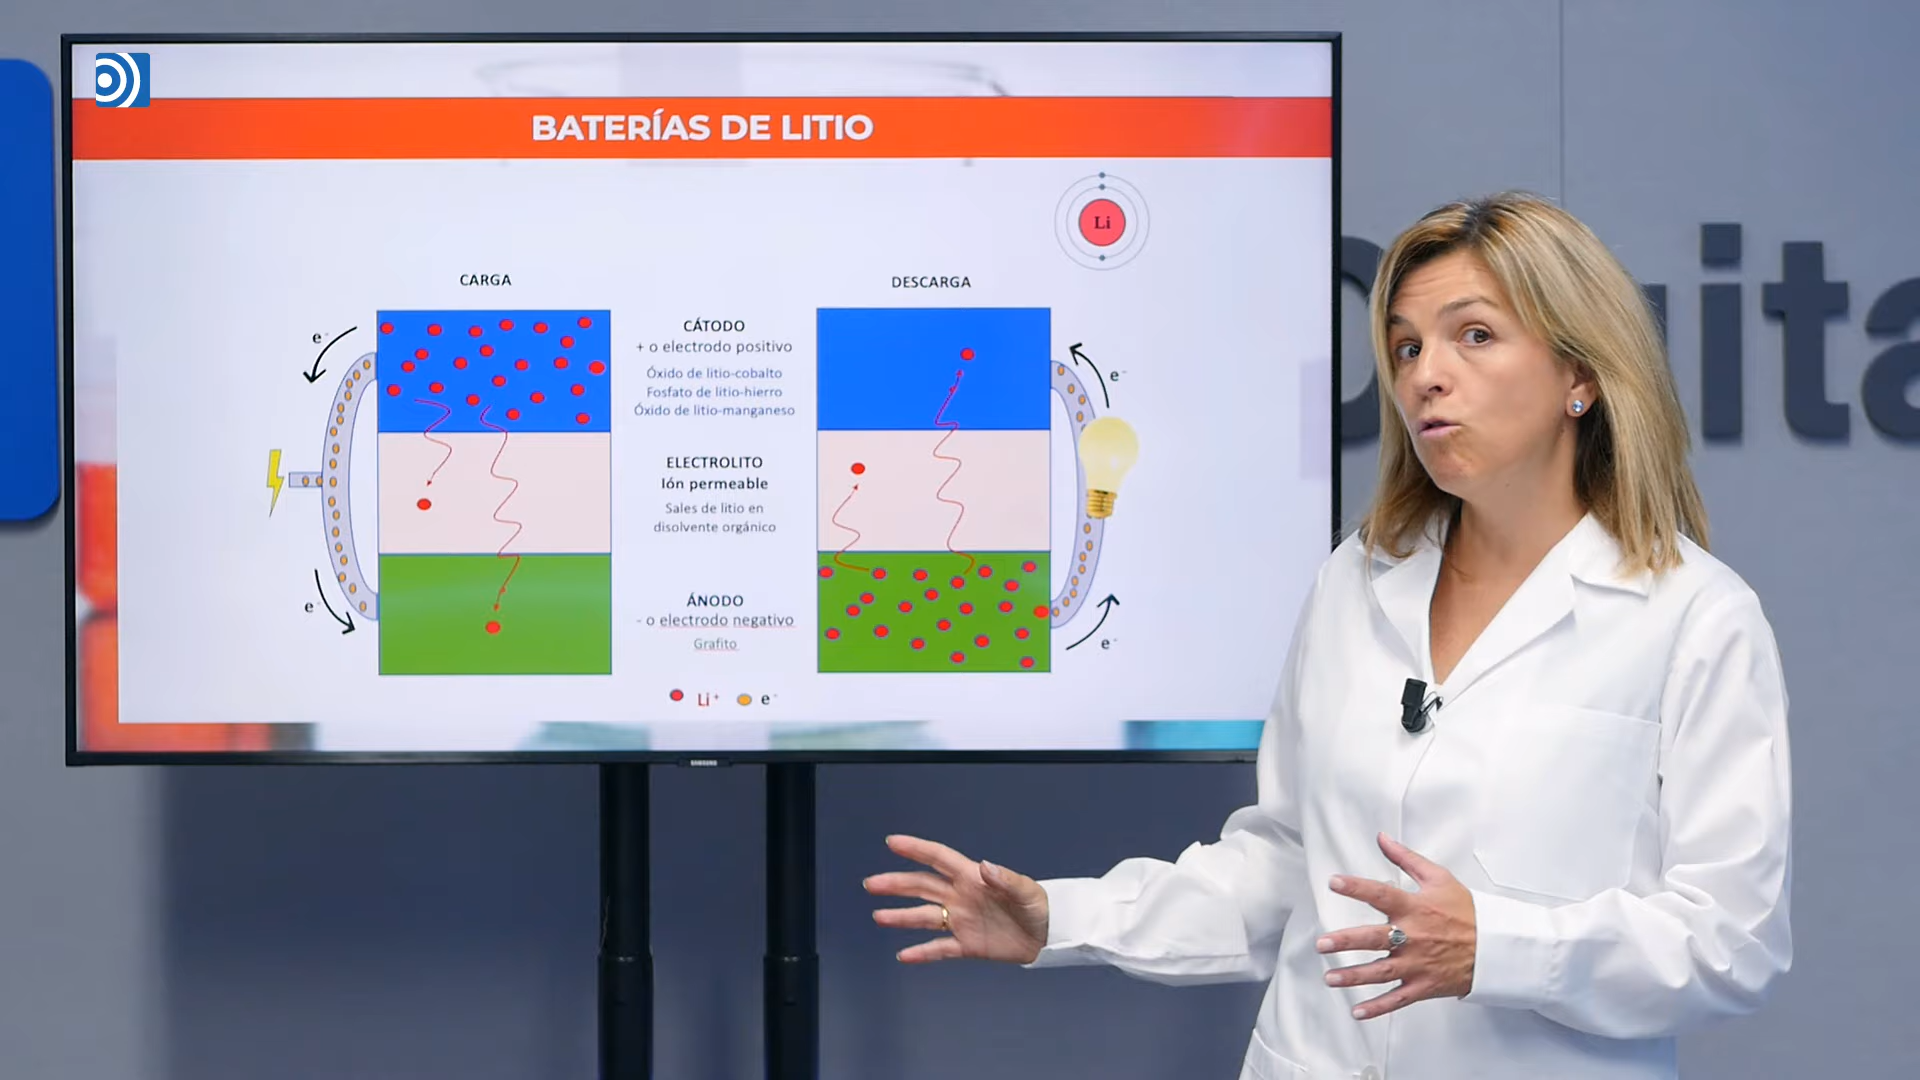 BATERÍAS DE LITIO
Li
CARGA
DESCARGA
e⁻
CÁTODO
+ o electrodo positivo
Óxido de litio-cobalto
Fosfato de litio-hierro
Óxido de litio-manganeso
e⁻
ELECTROLITO
Ión permeable
Sales de litio en
disolvente orgánico
e⁻
ÁNODO
- o electrodo negativo
Grafito
e⁻
Li⁺ e⁻
SAMSUNG